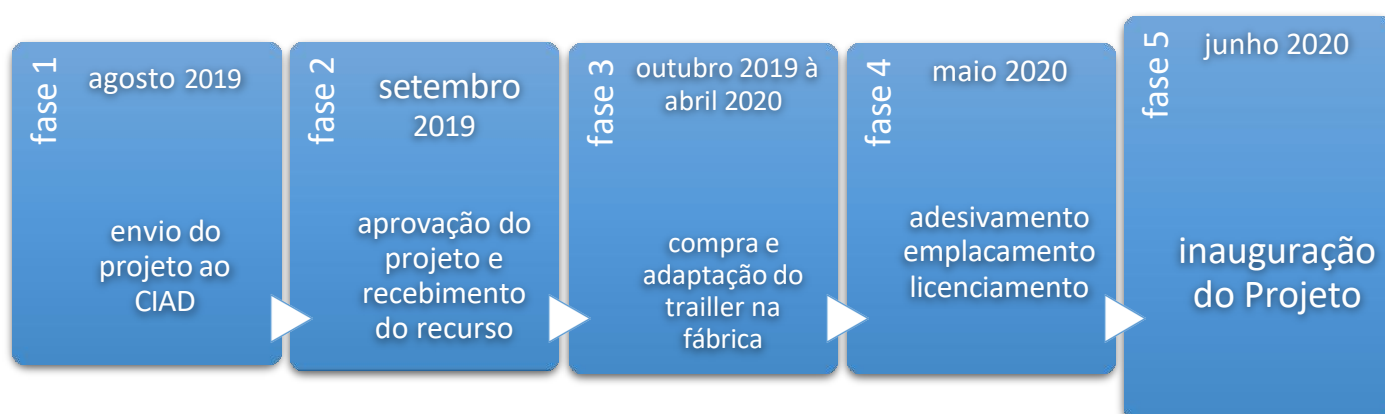 fase 1
agosto 2019
envio do
projeto ao
CIAD
fase 2
setembro
2019
aprovação do
projeto e
recebimento
do recurso
fase 3
outubro 2019 à
abril 2020
compra e
adaptação do
trailler na
fábrica
fase 4
maio 2020
adesivamento
emplacamento
licenciamento
fase 5
junho 2020
inauguração
do Projeto